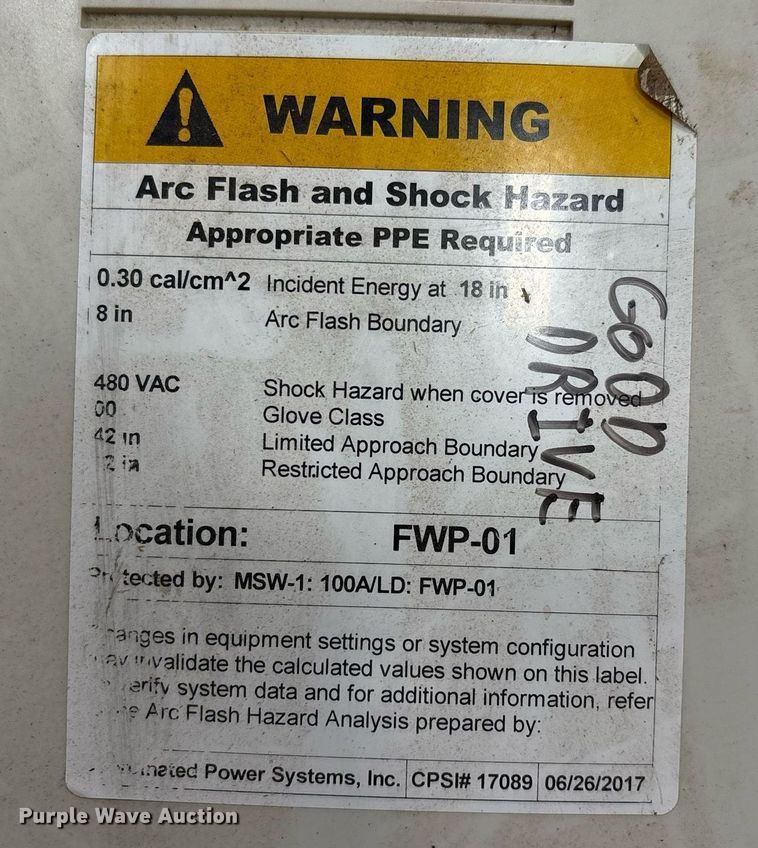 WARNING
Arc Flash and Shock Hazard
Appropriate PPE Required
0.30 cal/cm^2 Incident Energy at 18 in
8 in Arc Flash Boundary
480 VAC Shock Hazard when cover is removed
00 Glove Class
42 in Limited Approach Boundary
2 in Restricted Approach Boundary
GOOD
DRIVE
Location: FWP-01
Protected by: MSW-1: 100A/LD: FWP-01
Changes in equipment settings or system configuration
may invalidate the calculated values shown on this label.
verify system data and for additional information, refer
Arc Flash Hazard Analysis prepared by:
Power Systems, Inc. CPSI# 17089 06/26/2017
Purple Wave Auction